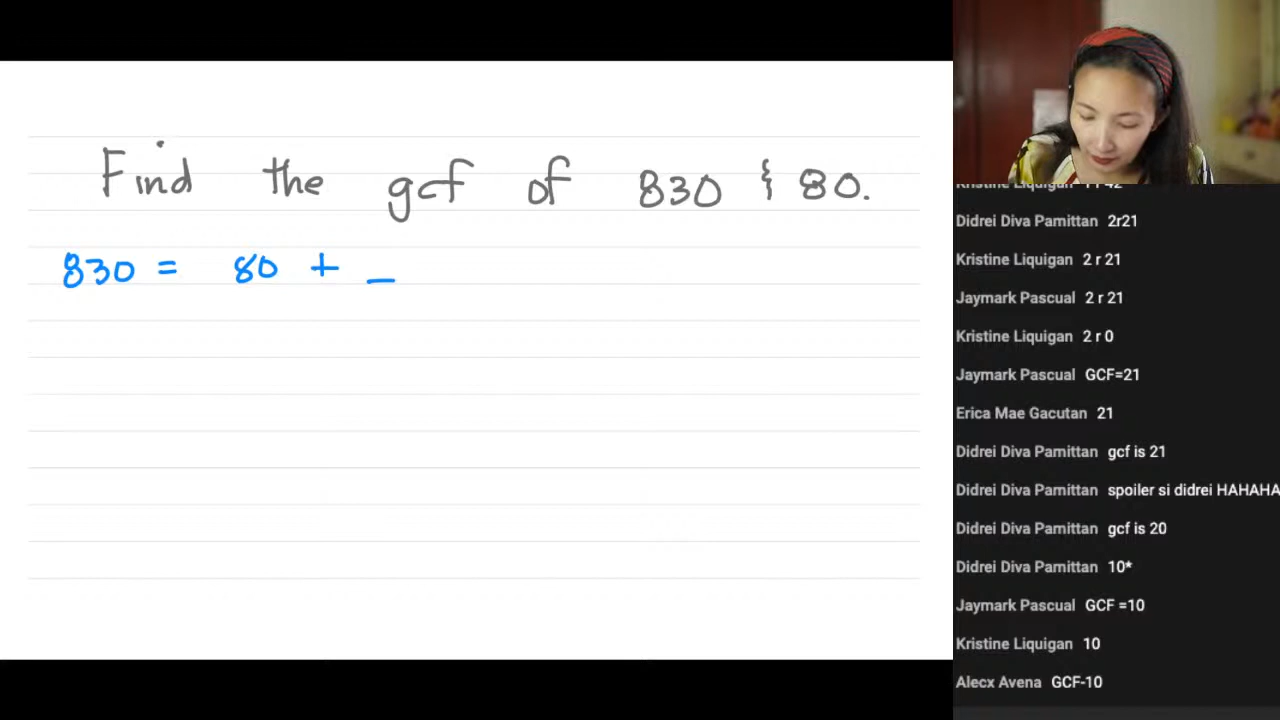 Find the gcf of 830 & 80.
830 = 80 + _
Didrei Diva Pamittan 2r21
Kristine Liquigan 2 r 21
Jaymark Pascual 2 r 21
Kristine Liquigan 2 r 0
Jaymark Pascual GCF=21
Erica Mae Gacutan 21
Didrei Diva Pamittan gcf is 21
Didrei Diva Pamittan spoiler si didrei HAHAHA
Didrei Diva Pamittan gcf is 20
Didrei Diva Pamittan 10*
Jaymark Pascual GCF =10
Kristine Liquigan 10
Alecx Avena GCF-10